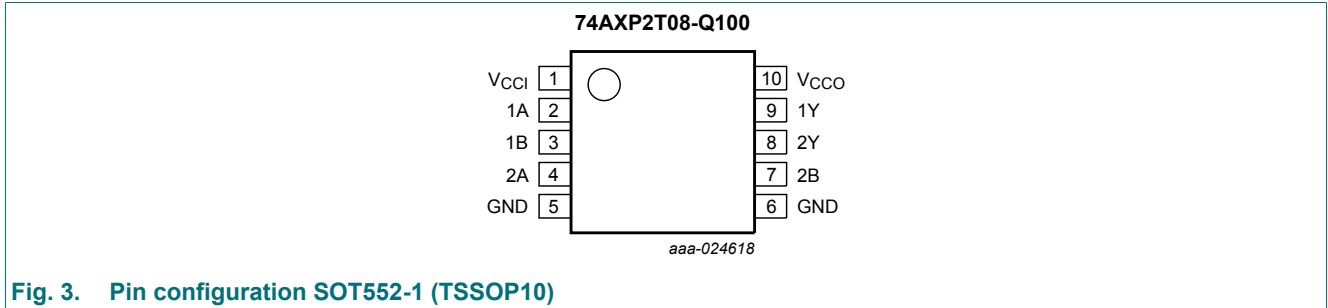 74AXP2T08-Q100
VCCI 1 10 VCCO
1A 2 9 1Y
1B 3 8 2Y
2A 4 7 2B
GND 5 6 GND
aaa-024618
Fig. 3. Pin configuration SOT552-1 (TSSOP10)